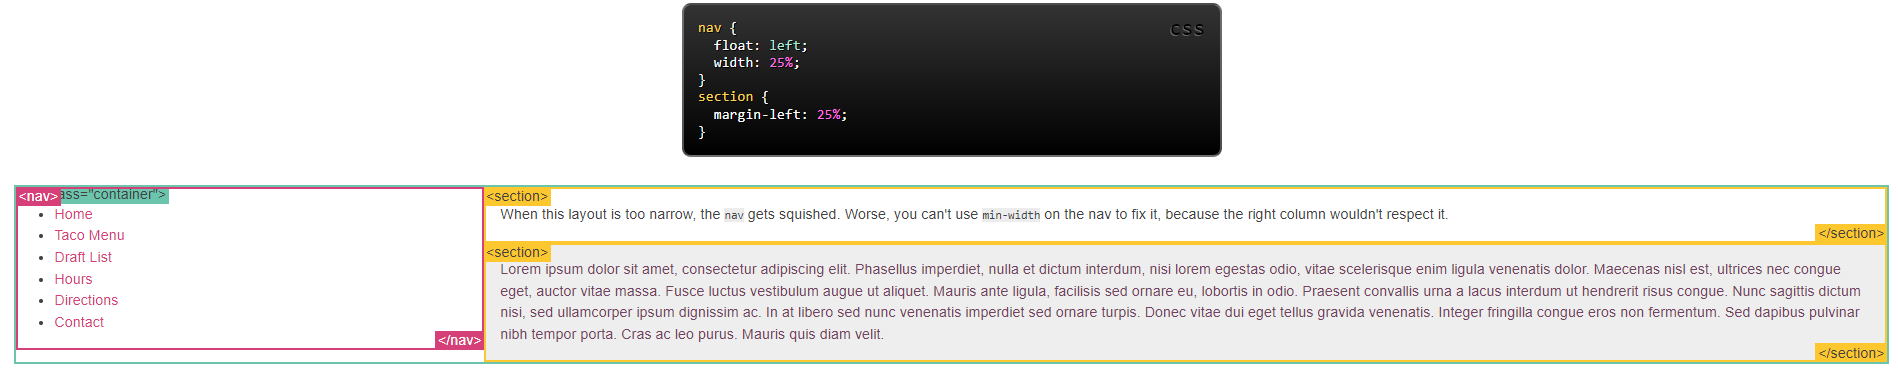 css
nav {
  float: left;
  width: 25%;
}
section {
  margin-left: 25%;
}
<nav>
ass="container">
Home
Taco Menu
Draft List
Hours
Directions
Contact
</nav>
<section>
When this layout is too narrow, the nav gets squished. Worse, you can't use min-width on the nav to fix it, because the right column wouldn't respect it.
</section>
<section>
Lorem ipsum dolor sit amet, consectetur adipiscing elit. Phasellus imperdiet, nulla et dictum interdum, nisi lorem egestas odio, vitae scelerisque enim ligula venenatis dolor. Maecenas nisl est, ultrices nec congue
eget, auctor vitae massa. Fusce luctus vestibulum augue ut aliquet. Mauris ante ligula, facilisis sed ornare eu, lobortis in odio. Praesent convallis urna a lacus interdum ut hendrerit risus congue. Nunc sagittis dictum
nisi, sed ullamcorper ipsum dignissim ac. In at libero sed nunc venenatis imperdiet sed ornare turpis. Donec vitae dui eget tellus gravida venenatis. Integer fringilla congue eros non fermentum. Sed dapibus pulvinar
nibh tempor porta. Cras ac leo purus. Mauris quis diam velit.
</section>